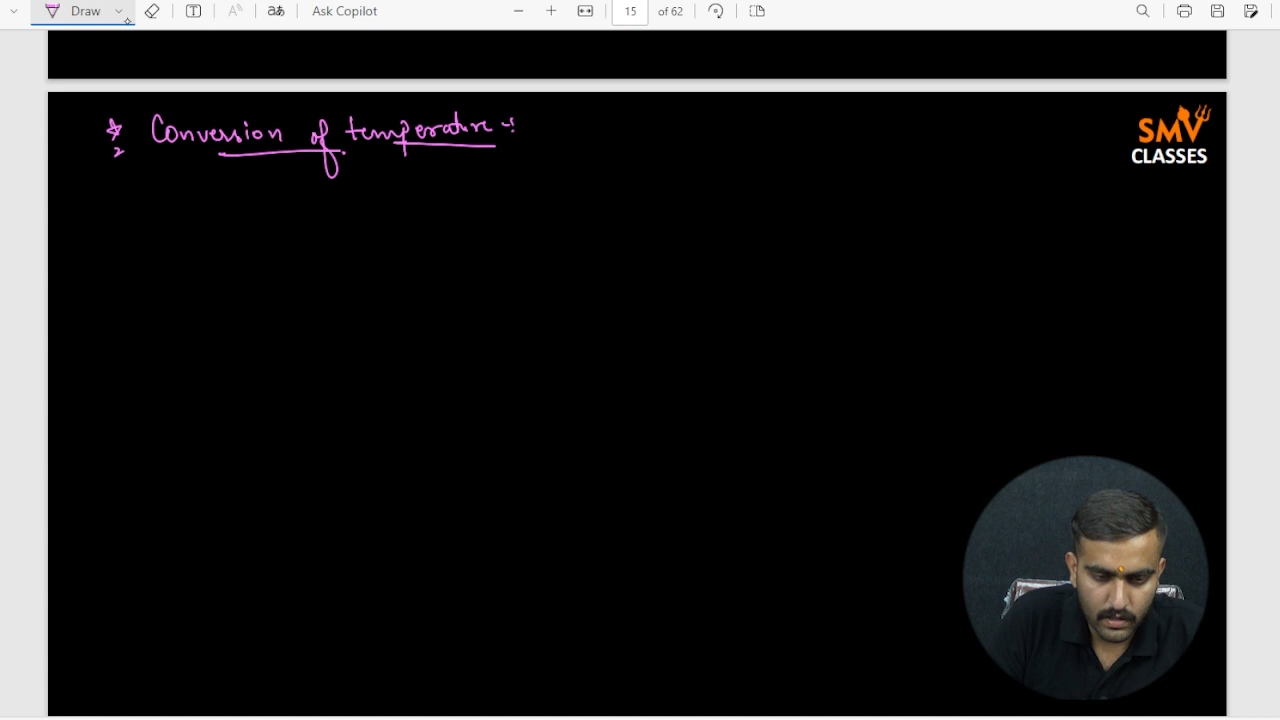 Draw
Ask Copilot
15 of 62
Conversion of temperature :-
SMV
CLASSES